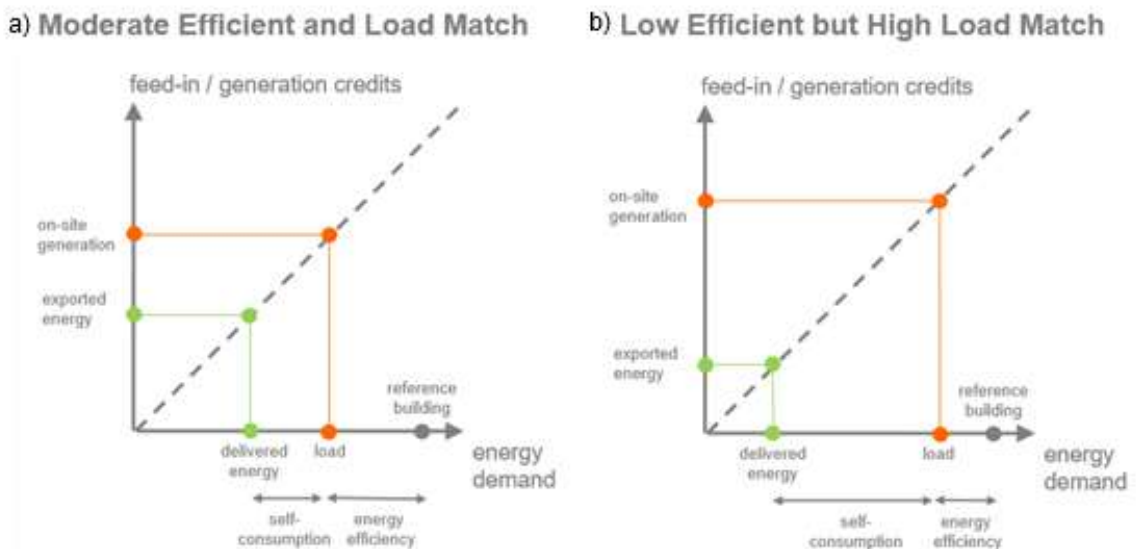 a) Moderate Efficient and Load Match
feed-in / generation credits
on-site
generation
exported
energy
reference
building
delivered
energy
load
energy
demand
self-
consumption
energy
efficiency
b) Low Efficient but High Load Match
feed-in / generation credits
on-site
generation
exported
energy
reference
building
delivered
energy
load
energy
demand
self-
consumption
energy
efficiency